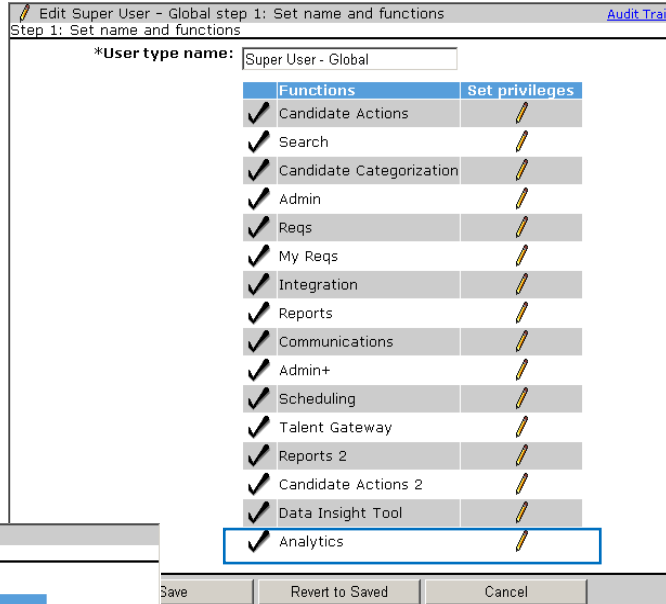 Edit Super User - Global step 1: Set name and functions Audit Trai
Step 1: Set name and functions
*User type name: Super User - Global
Functions Set privileges
Candidate Actions
Search
Candidate Categorization
Admin
Reqs
My Reqs
Integration
Reports
Communications
Admin+
Scheduling
Talent Gateway
Reports 2
Candidate Actions 2
Data Insight Tool
Analytics
Save Revert to Saved Cancel